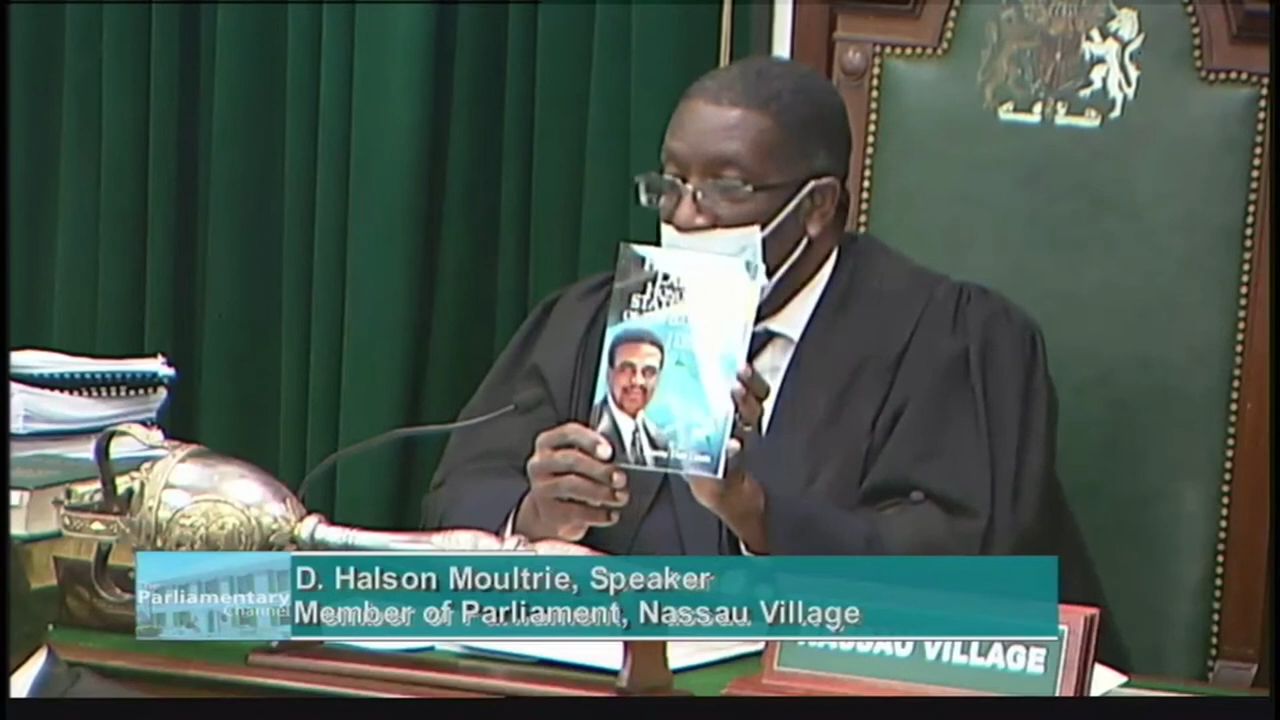 D. Halson Moultrie, Speaker
Parliamentary
Channel
Member of Parliament, Nassau Village
NASSAU VILLAGE